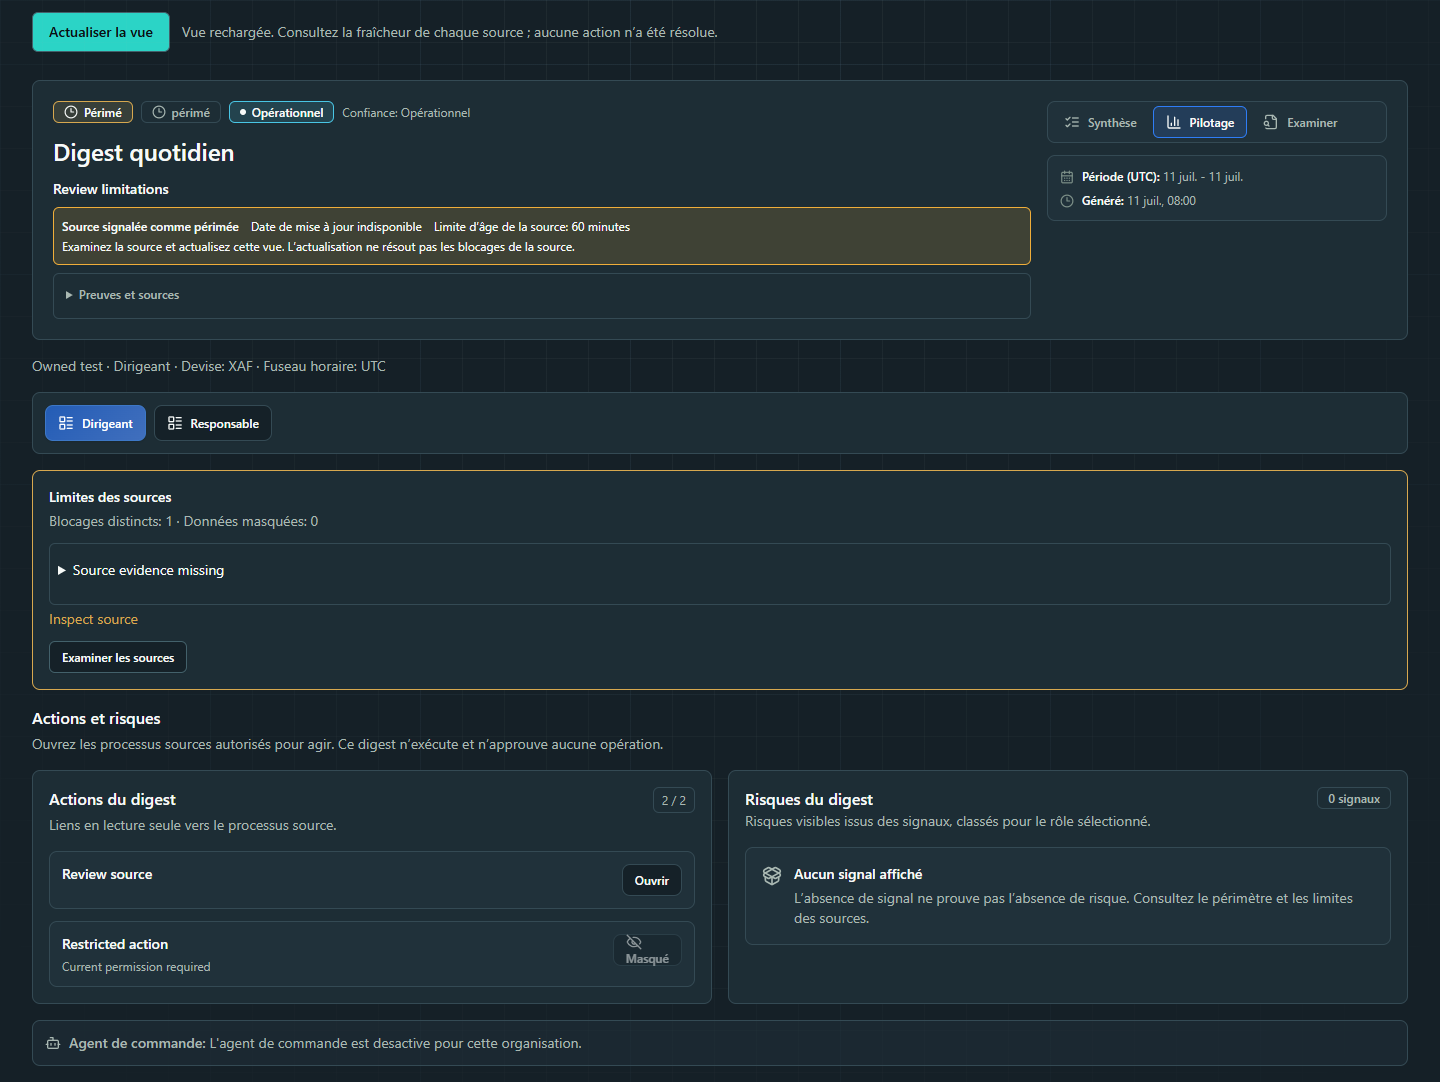 Actualiser la vue
Vue rechargée. Consultez la fraîcheur de chaque source ; aucune action n’a été résolue.
Périmé
périmé
Opérationnel
Confiance: Opérationnel
Digest quotidien
Review limitations
Source signalée comme périmée Date de mise à jour indisponible Limite d’âge de la source: 60 minutes
Examinez la source et actualisez cette vue. L’actualisation ne résout pas les blocages de la source.
Preuves et sources
Synthèse
Pilotage
Examiner
Période (UTC): 11 juil. - 11 juil.
Généré: 11 juil., 08:00
Owned test · Dirigeant · Devise: XAF · Fuseau horaire: UTC
Dirigeant
Responsable
Limites des sources
Blocages distincts: 1 · Données masquées: 0
Source evidence missing
Inspect source
Examiner les sources
Actions et risques
Ouvrez les processus sources autorisés pour agir. Ce digest n’exécute et n’approuve aucune opération.
Actions du digest
2 / 2
Liens en lecture seule vers le processus source.
Review source
Ouvrir
Restricted action
Current permission required
Masqué
Risques du digest
0 signaux
Risques visibles issus des signaux, classés pour le rôle sélectionné.
Aucun signal affiché
L’absence de signal ne prouve pas l’absence de risque. Consultez le périmètre et les limites
des sources.
Agent de commande: L'agent de commande est desactive pour cette organisation.